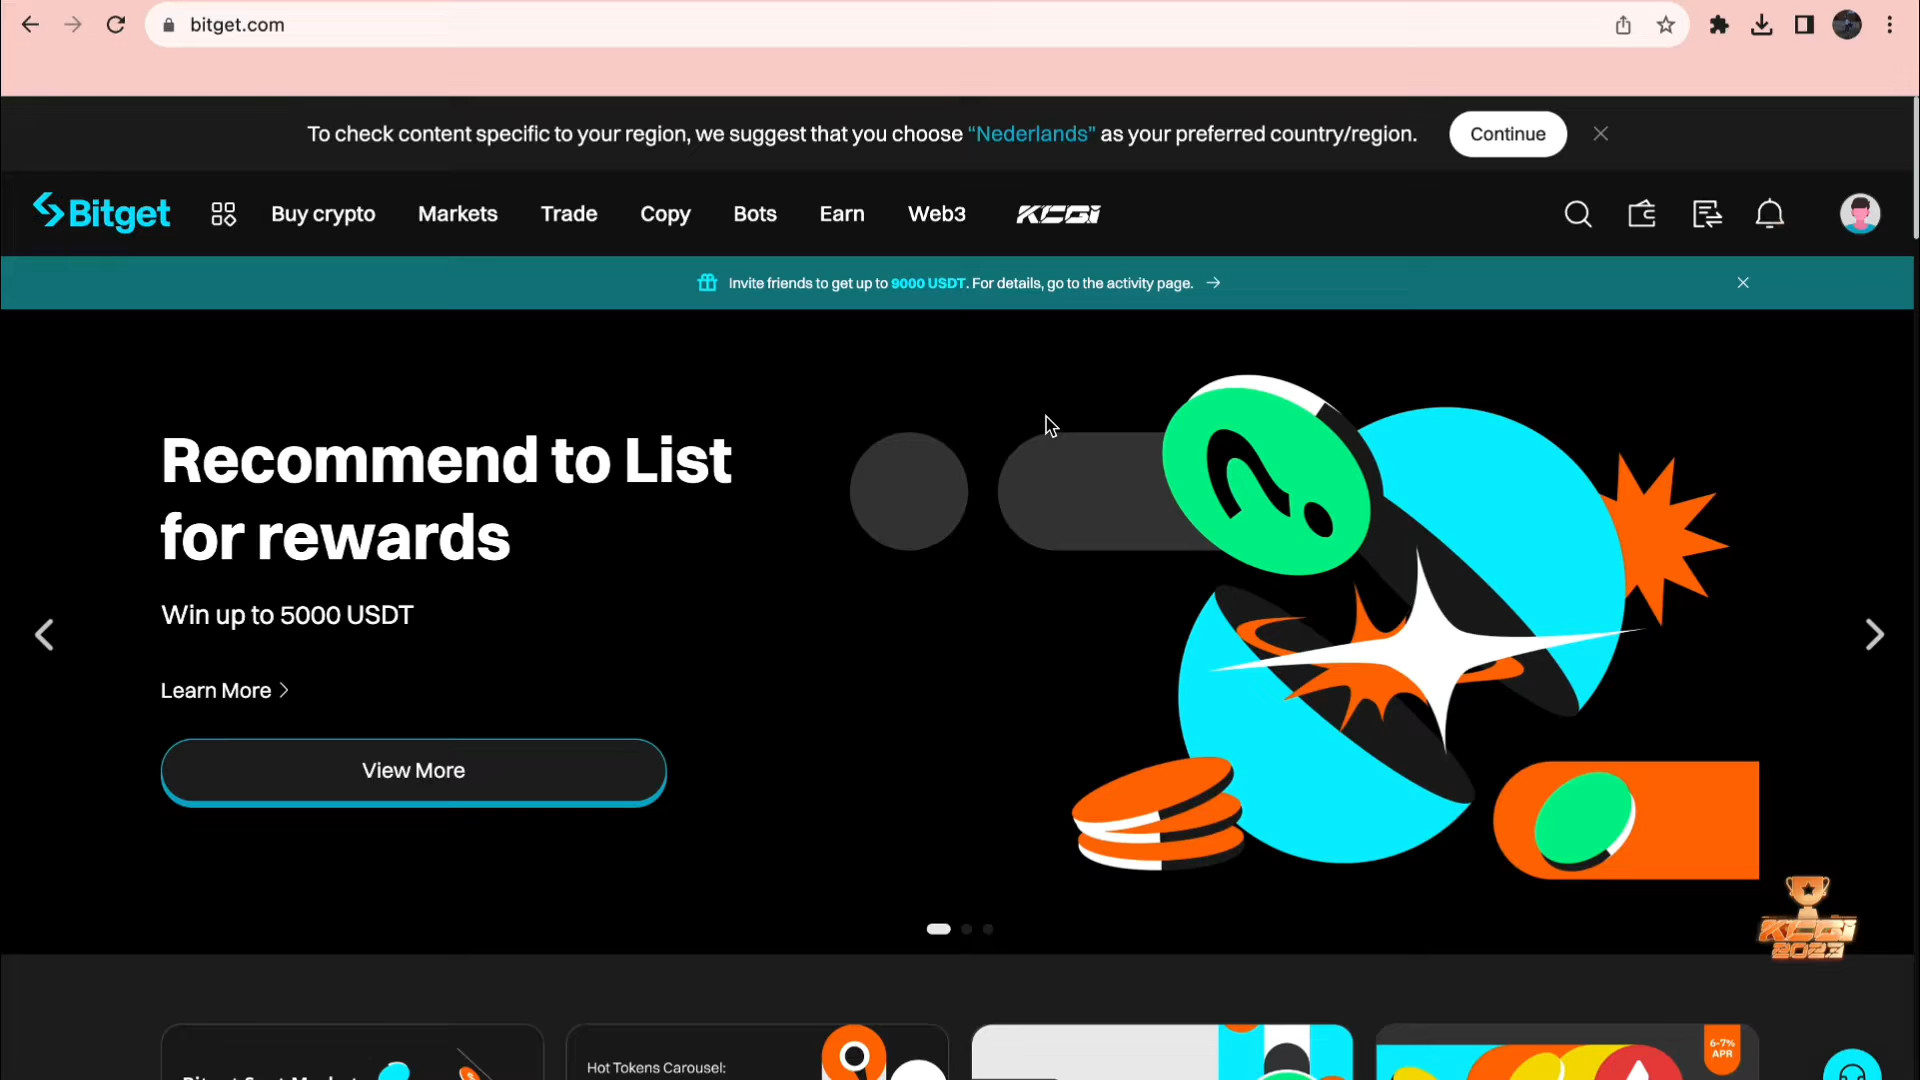 bitget.com
To check content specific to your region, we suggest that you choose “Nederlands” as your preferred country/region.
Continue
Bitget
Buy crypto
Markets
Trade
Copy
Bots
Earn
Web3
KCGI
Invite friends to get up to 9000 USDT. For details, go to the activity page.
Recommend to List
for rewards
Win up to 5000 USDT
Learn More
View More
KCGI
2023
6-7%
APR
Hot Tokens Carousel: